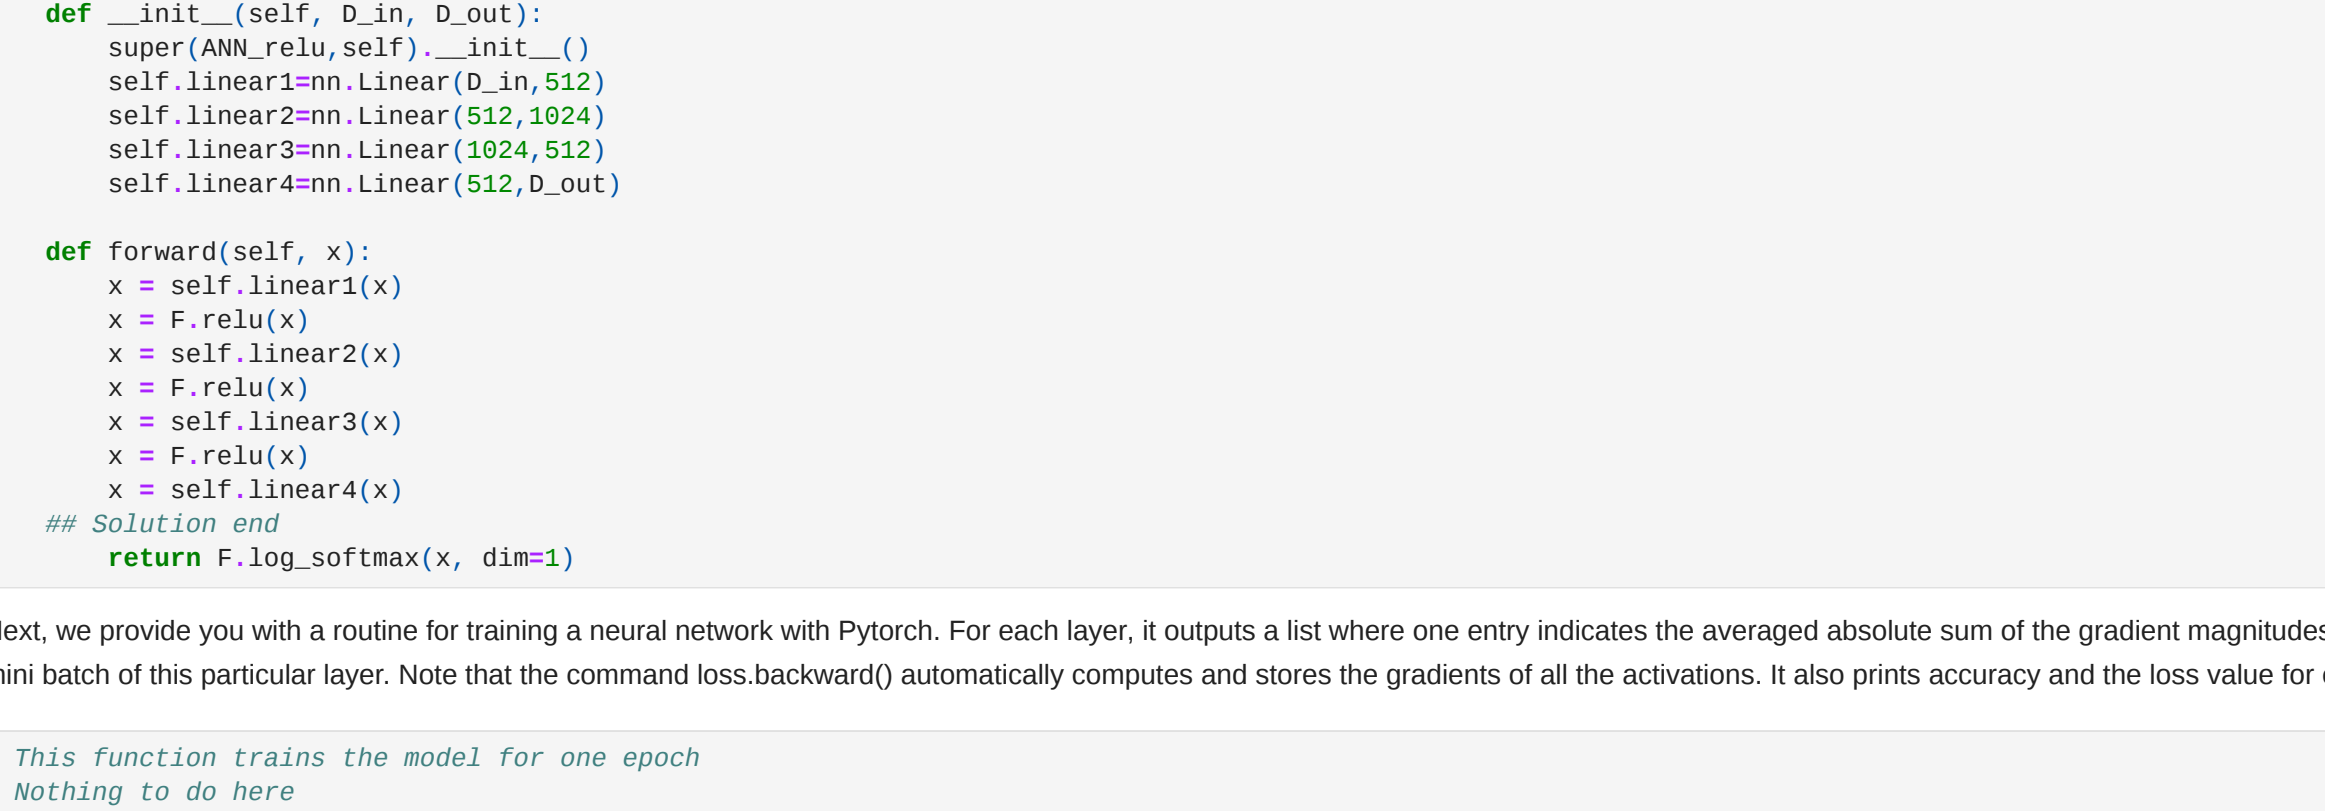 def __init__(self, D_in, D_out):
super(ANN_relu,self).__init__()
self.linear1=nn.Linear(D_in,512)
self.linear2=nn.Linear(512,1024)
self.linear3=nn.Linear(1024,512)
self.linear4=nn.Linear(512,D_out)
def forward(self, x):
x = self.linear1(x)
x = F.relu(x)
x = self.linear2(x)
x = F.relu(x)
x = self.linear3(x)
x = F.relu(x)
x = self.linear4(x)
## Solution end
return F.log_softmax(x, dim=1)
ext, we provide you with a routine for training a neural network with Pytorch. For each layer, it outputs a list where one entry indicates the averaged absolute sum of the gradient magnitudes
ini batch of this particular layer. Note that the command loss.backward() automatically computes and stores the gradients of all the activations. It also prints accuracy and the loss value for
This function trains the model for one epoch
Nothing to do here